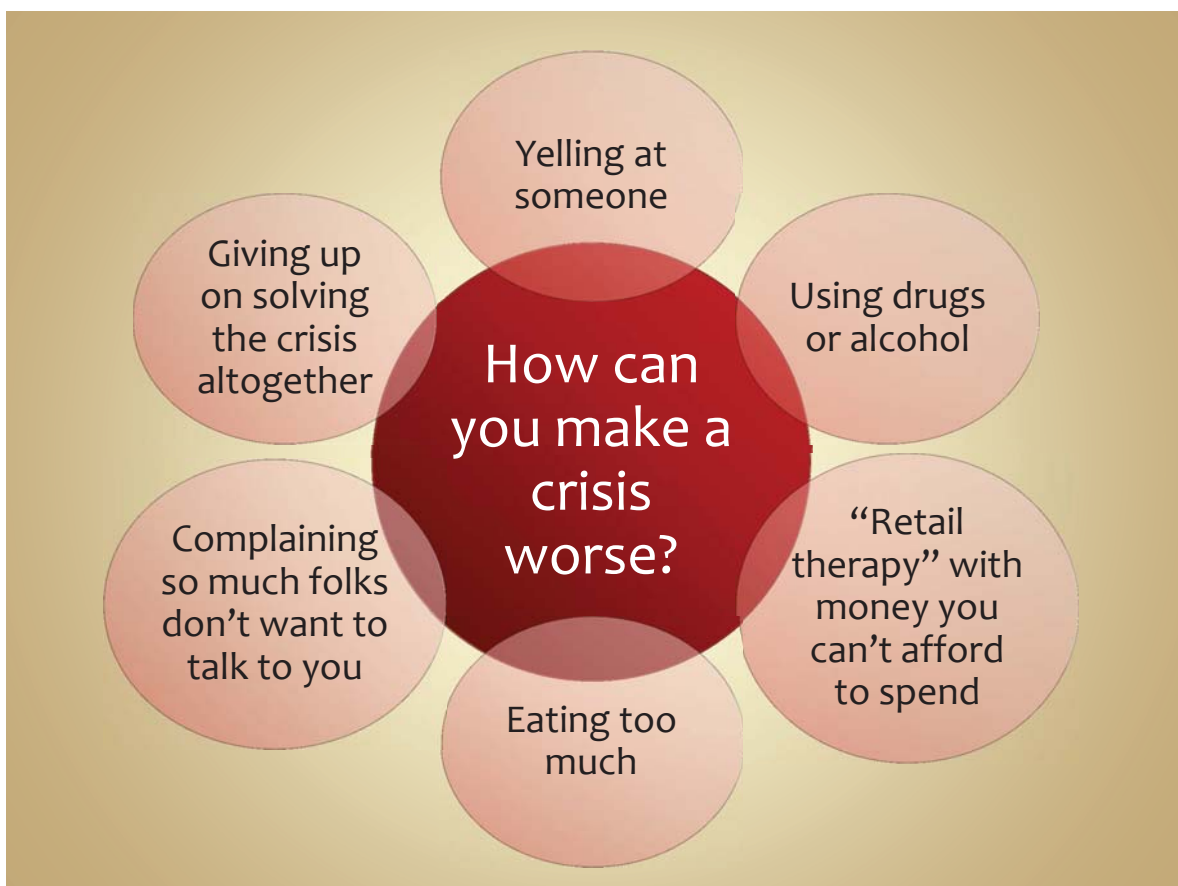 Yelling at
someone
Using drugs
or alcohol
“Retail
therapy” with
money you
can’t afford
to spend
Eating too
much
Complaining
so much folks
don’t want to
talk to you
Giving up
on solving
the crisis
altogether
How can
you make a
crisis
worse?